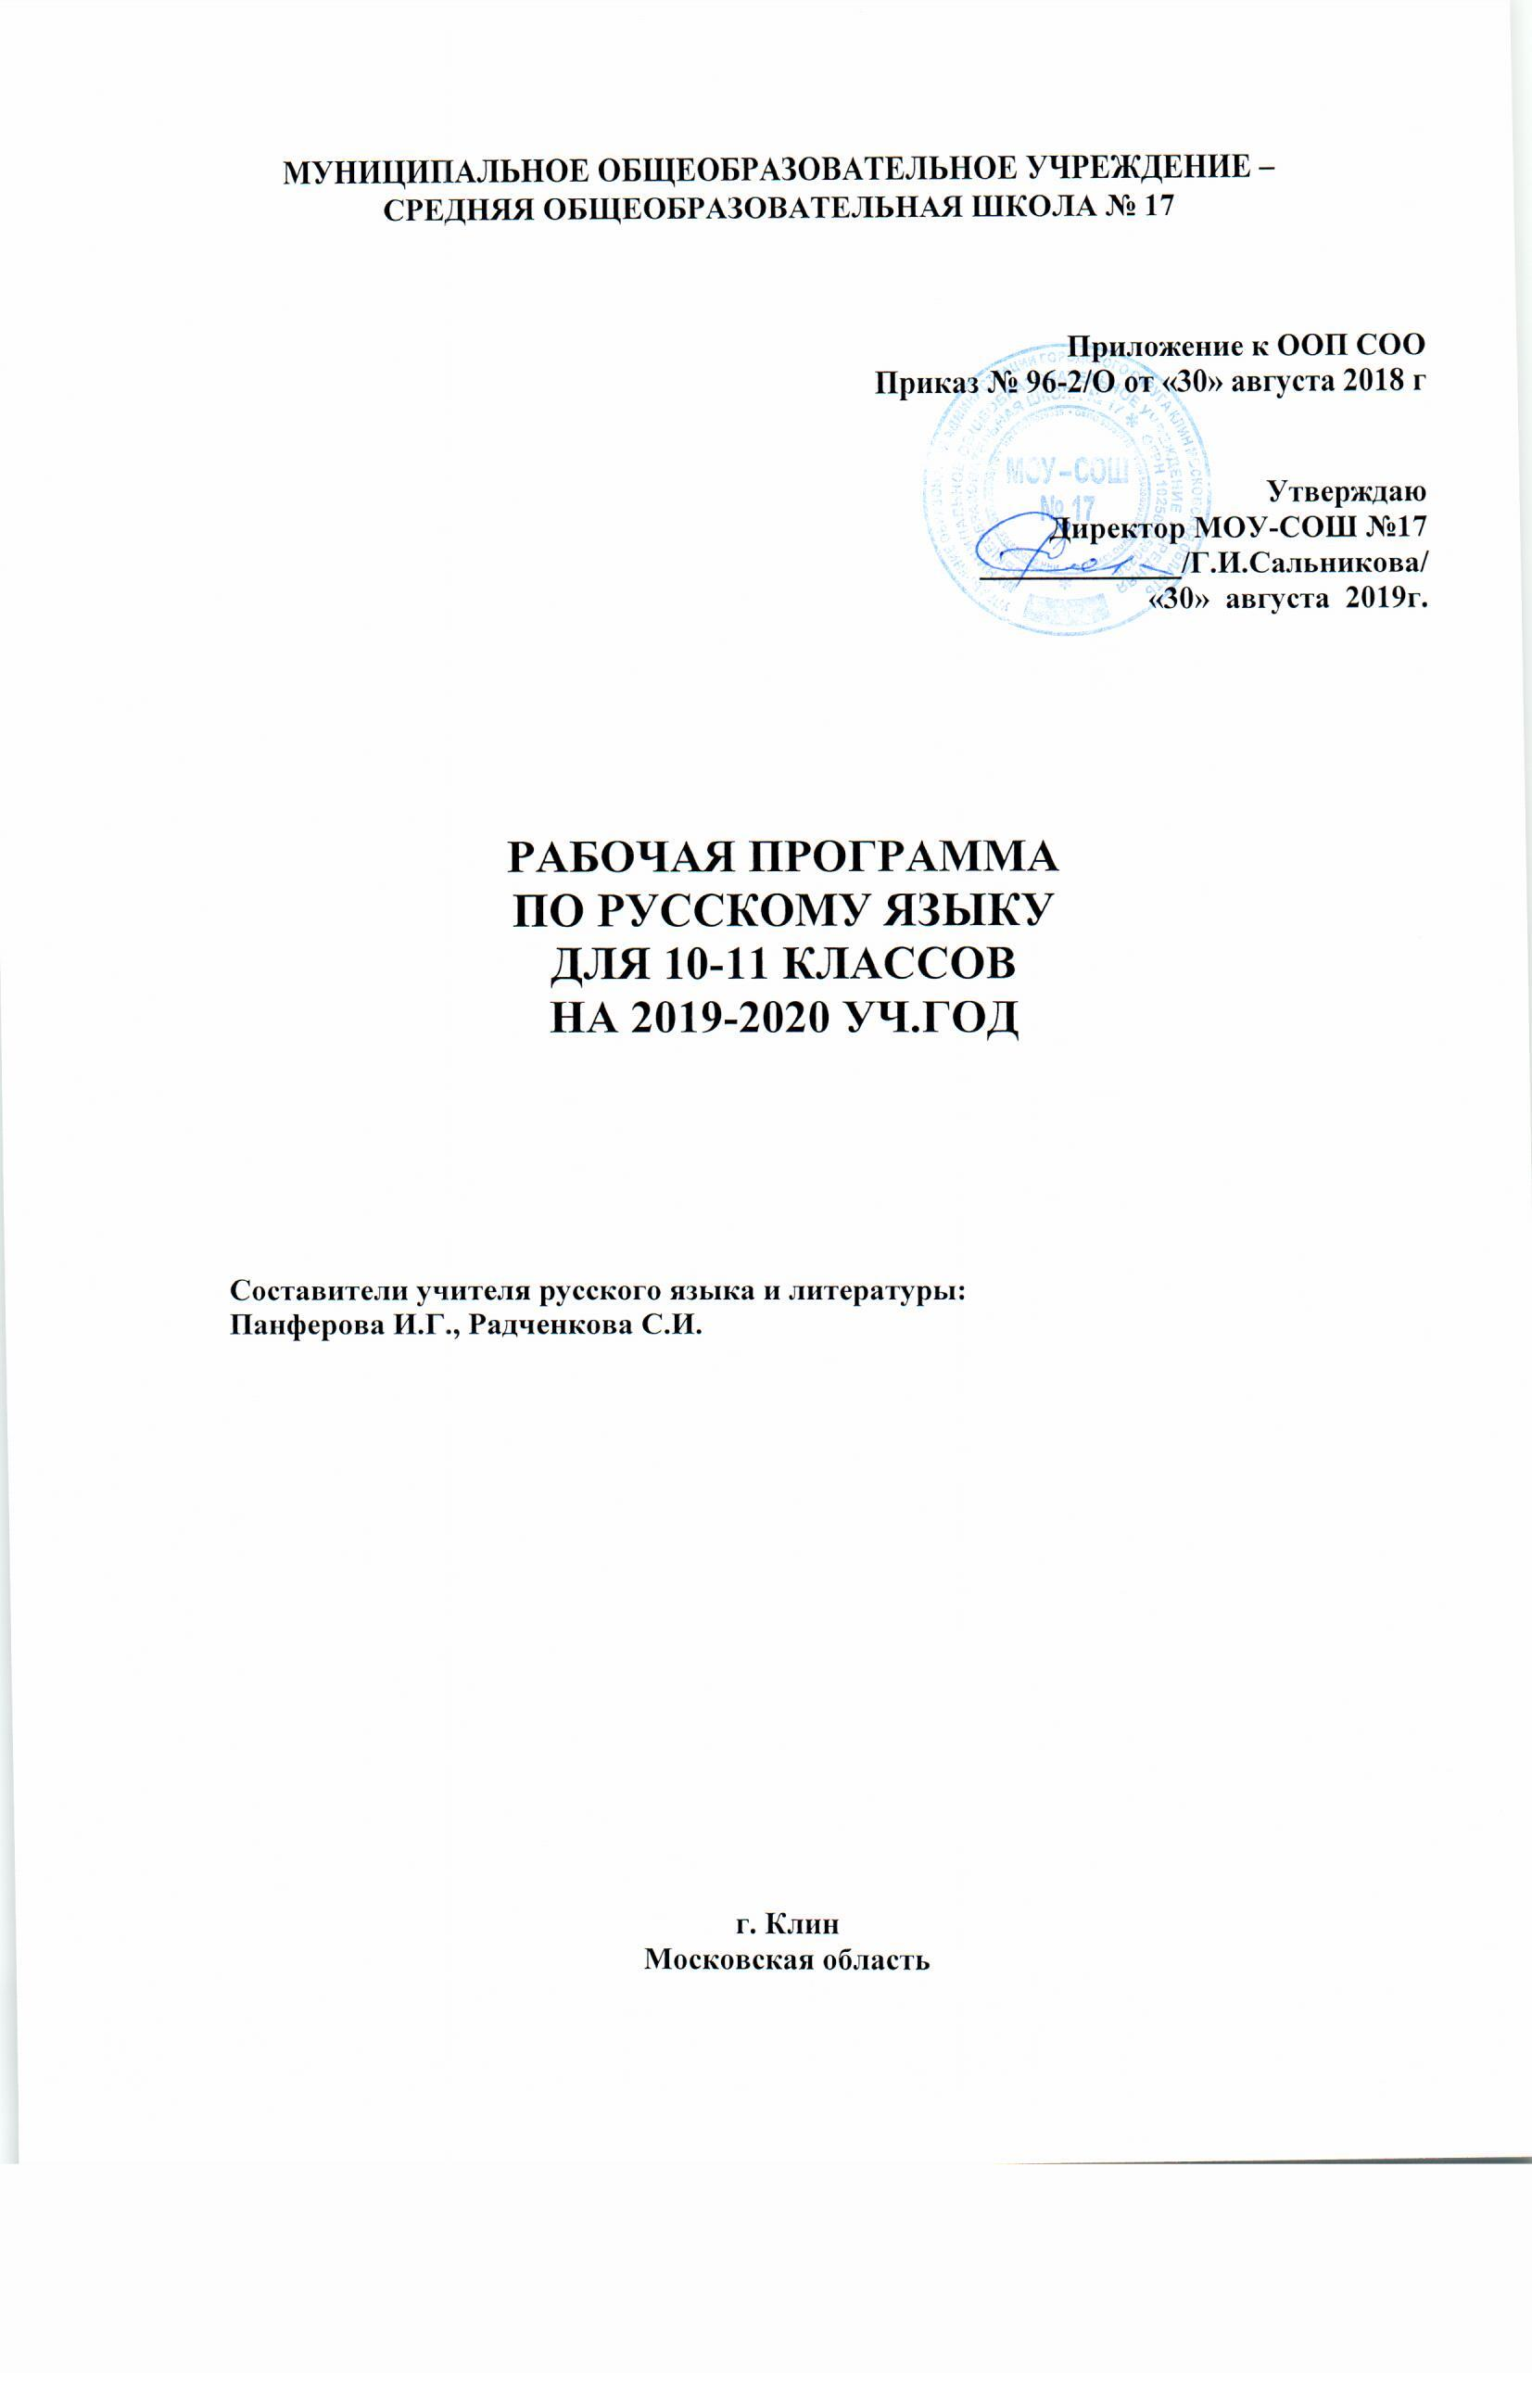 МУНИЦИПАЛЬНОЕ ОБЩЕОБРАЗОВАТЕЛЬНОЕ УЧРЕЖДЕНИЕ –
СРЕДНЯЯ ОБЩЕОБРАЗОВАТЕЛЬНАЯ ШКОЛА № 17
Приложение к ООП СОО
Приказ № 96-2/О от «30» августа 2018 г
МОУ-СОШ
№ 17
Утверждаю
Директор МОУ-СОШ №17
/Г.И.Сальникова/
«30» августа 2019г.
РАБОЧАЯ ПРОГРАММА
ПО РУССКОМУ ЯЗЫКУ
ДЛЯ 10-11 КЛАССОВ
НА 2019-2020 УЧ.ГОД
Составители учителя русского языка и литературы:
Панферова И.Г., Радченкова С.И.
г. Клин
Московская область